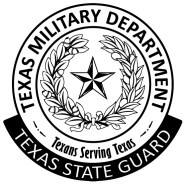 TEXAS MILITARY DEPARTMENT
Texans Serving Texas
TEXAS STATE GUARD